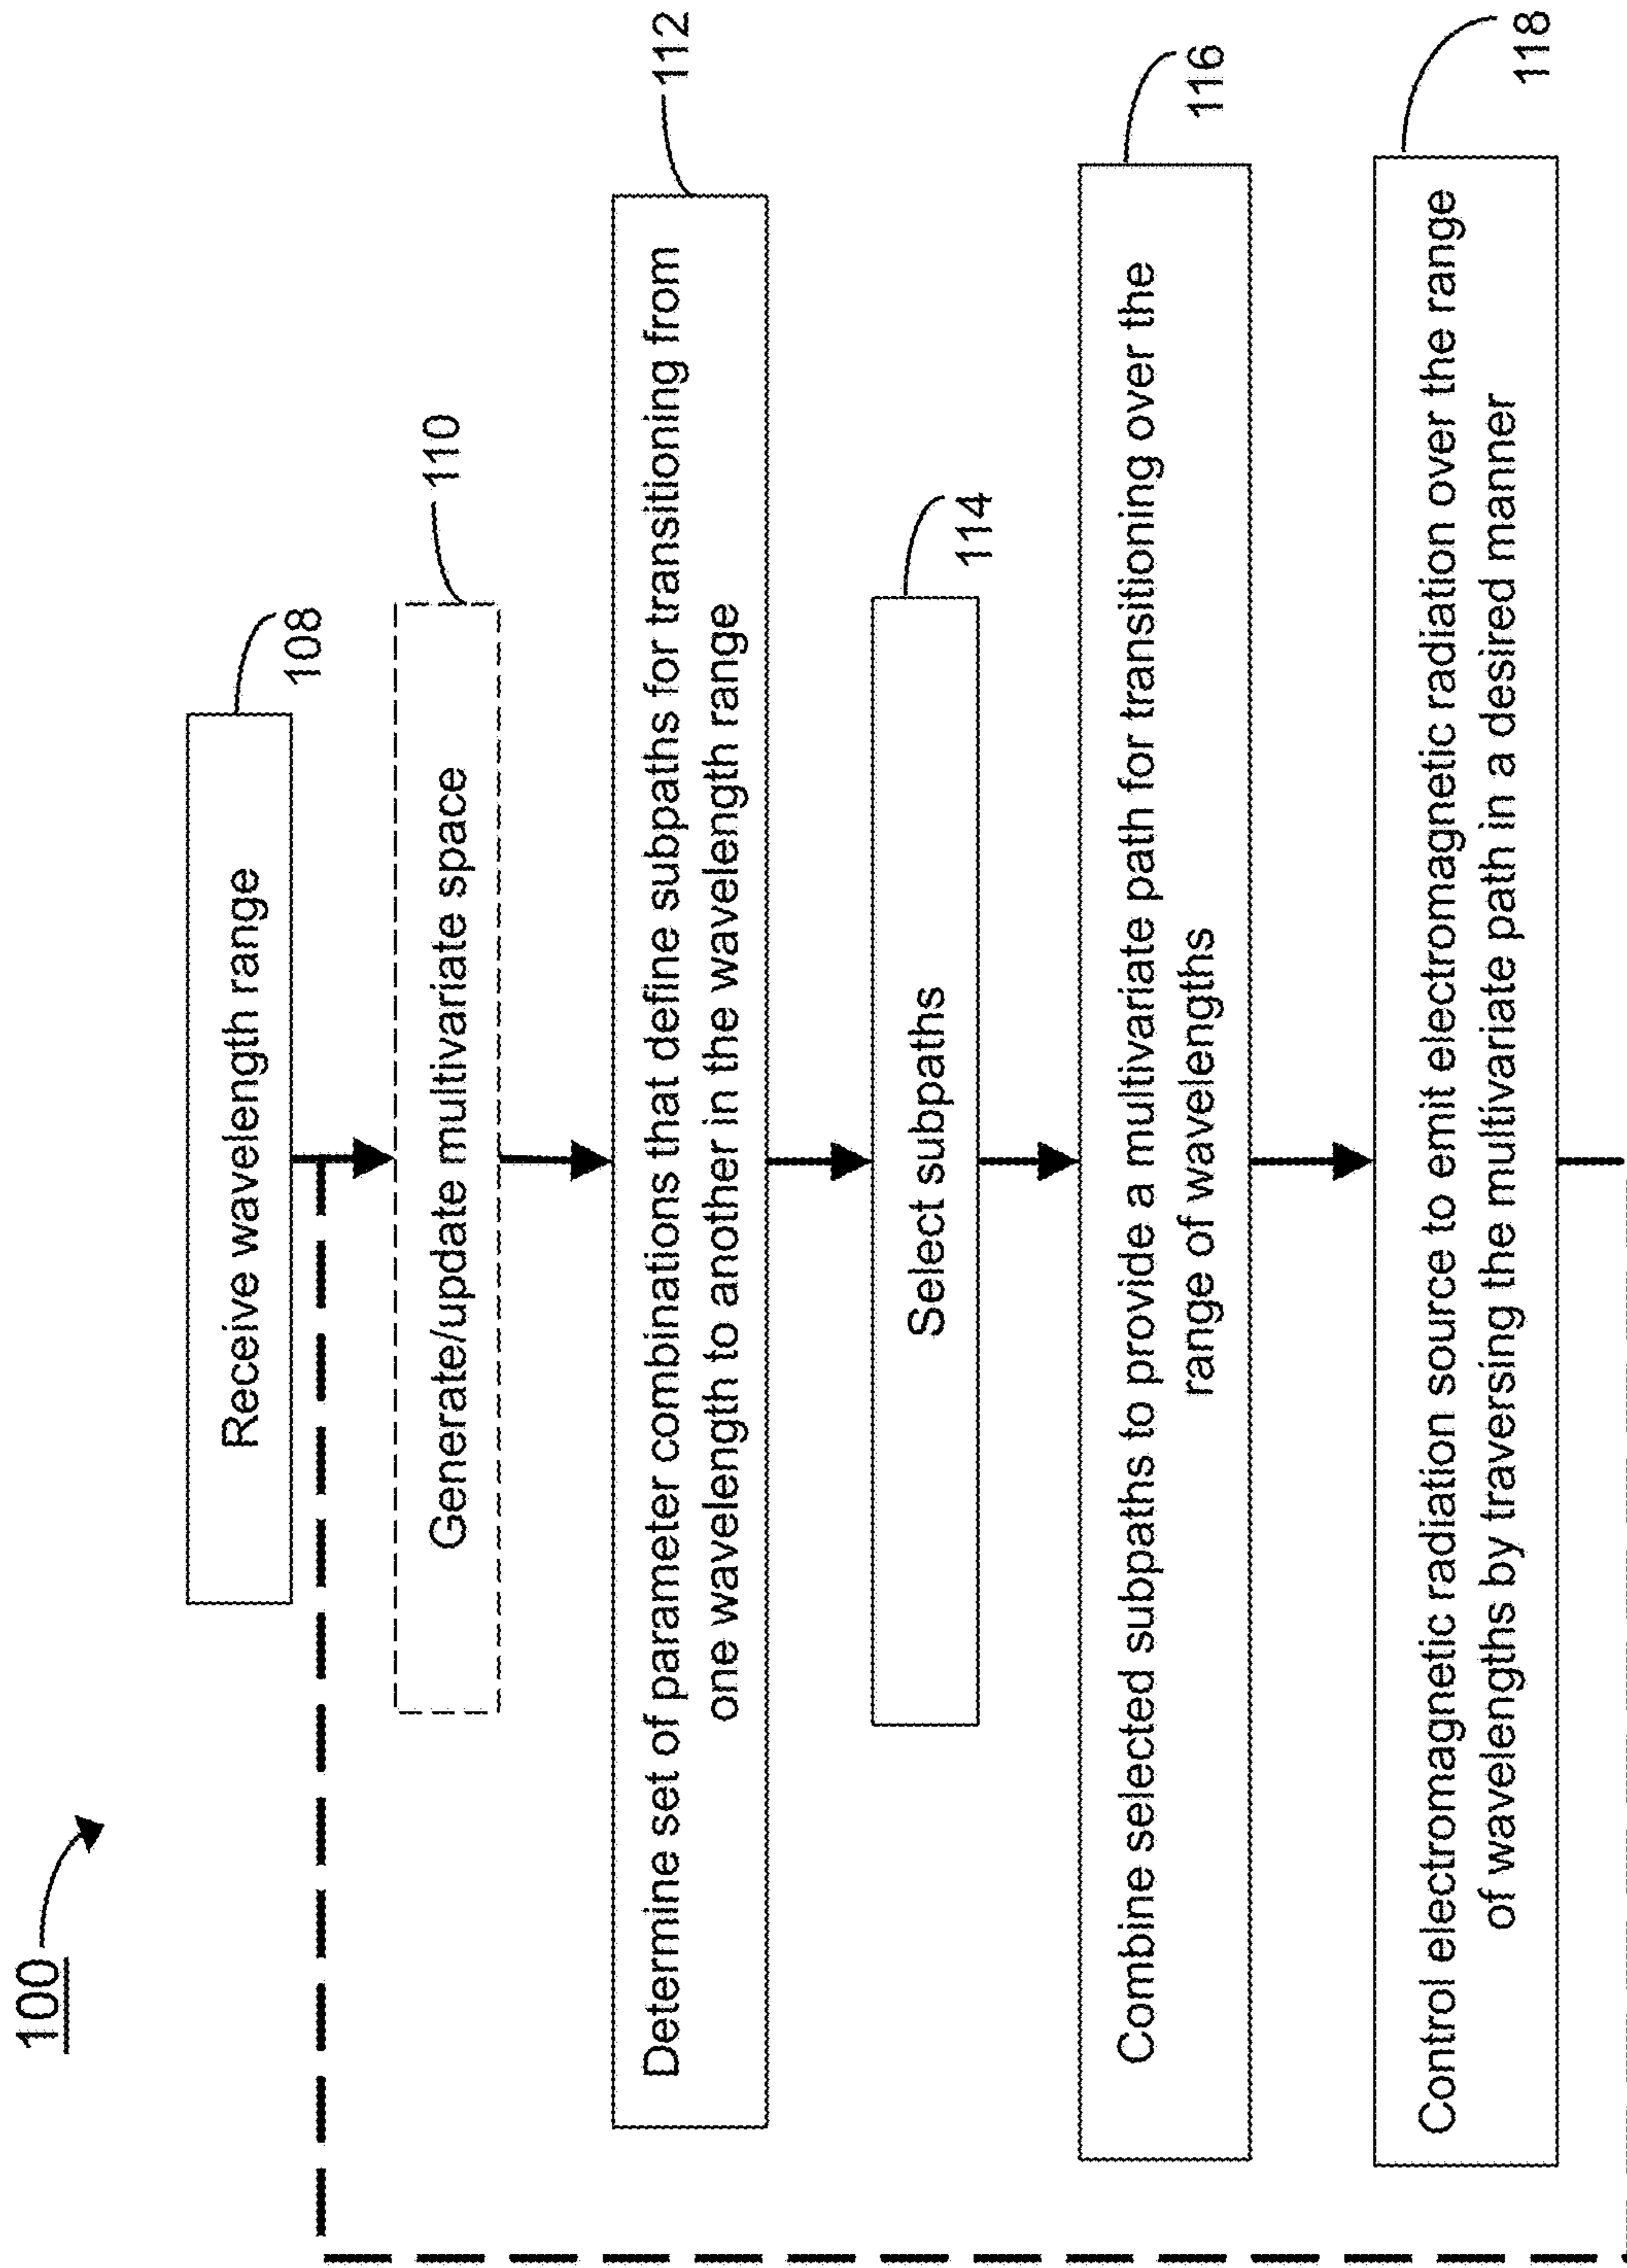 100
Receive wavelength range
108
Generate/update multivariate space
110
Determine set of parameter combinations that define subpaths for transitioning from
one wavelength to another in the wavelength range
112
Select subpaths
114
Combine selected subpaths to provide a multivariate path for transitioning over the
range of wavelengths
116
Control electromagnetic radiation source to emit electromagnetic radiation over the range
of wavelengths by traversing the multivariate path in a desired manner
118